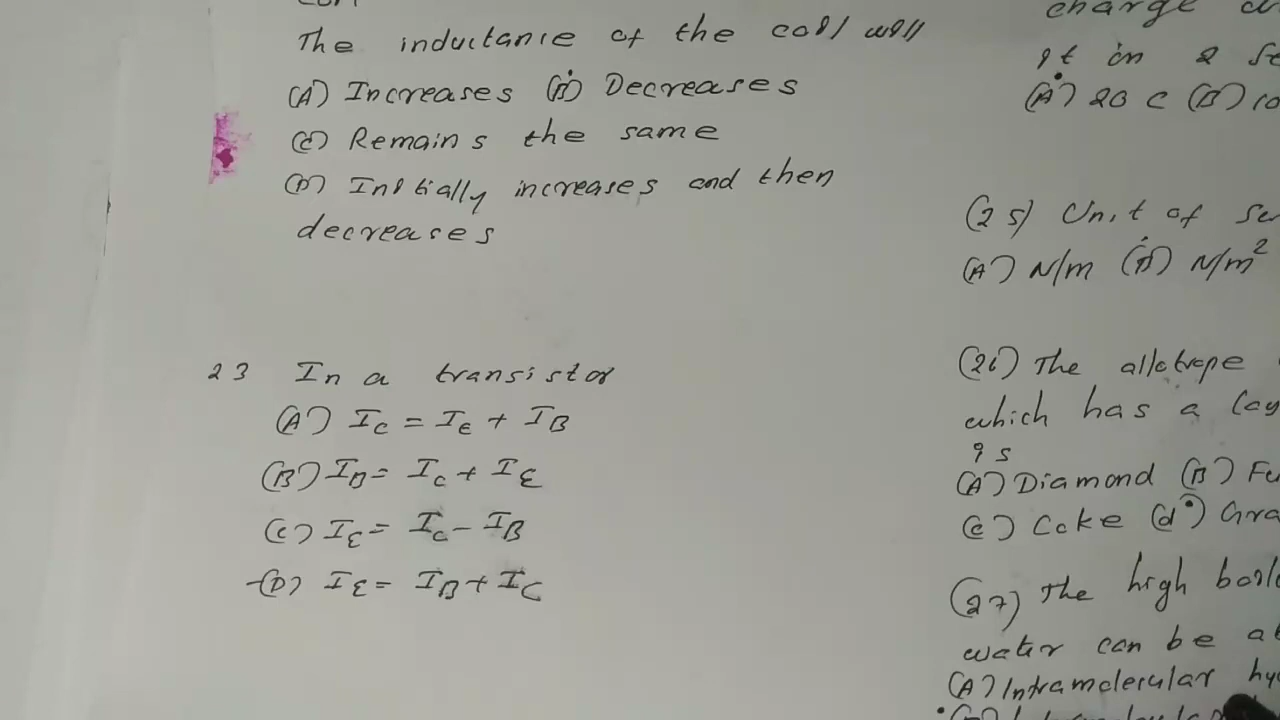 The inductance of the coil will
(A) Increases (B) Decreases
(C) Remains the same
(D) Initially increases and then
decreases
23 In a transistor
(A) IC = IE + IB
(B) IB = IC + IE
(C) IE = IC - IB
(D) IE = IB + IC
charge
it in 2
(A) 20 C (B) 10
(25) Unit of
(A) N/m (B) N/m²
(26) The allotrope
which has a
is
(A) Diamond (B)
(C) Coke (d)
(27) The high
water can be
(A) Intramolecular